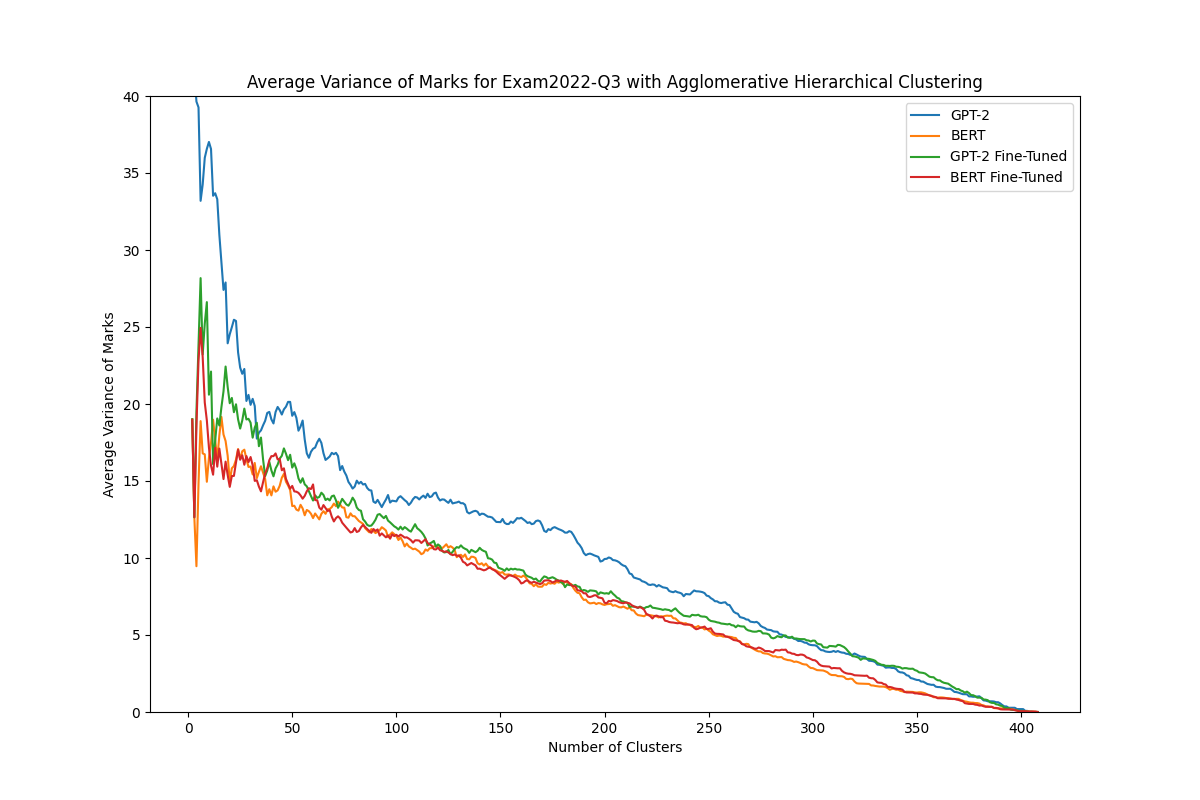 Average Variance of Marks for Exam2022-Q3 with Agglomerative Hierarchical Clustering
GPT-2
BERT
GPT-2 Fine-Tuned
BERT Fine-Tuned
Average Variance of Marks
40
35
30
25
20
15
10
5
0
0 50 100 150 200 250 300 350 400
Number of Clusters